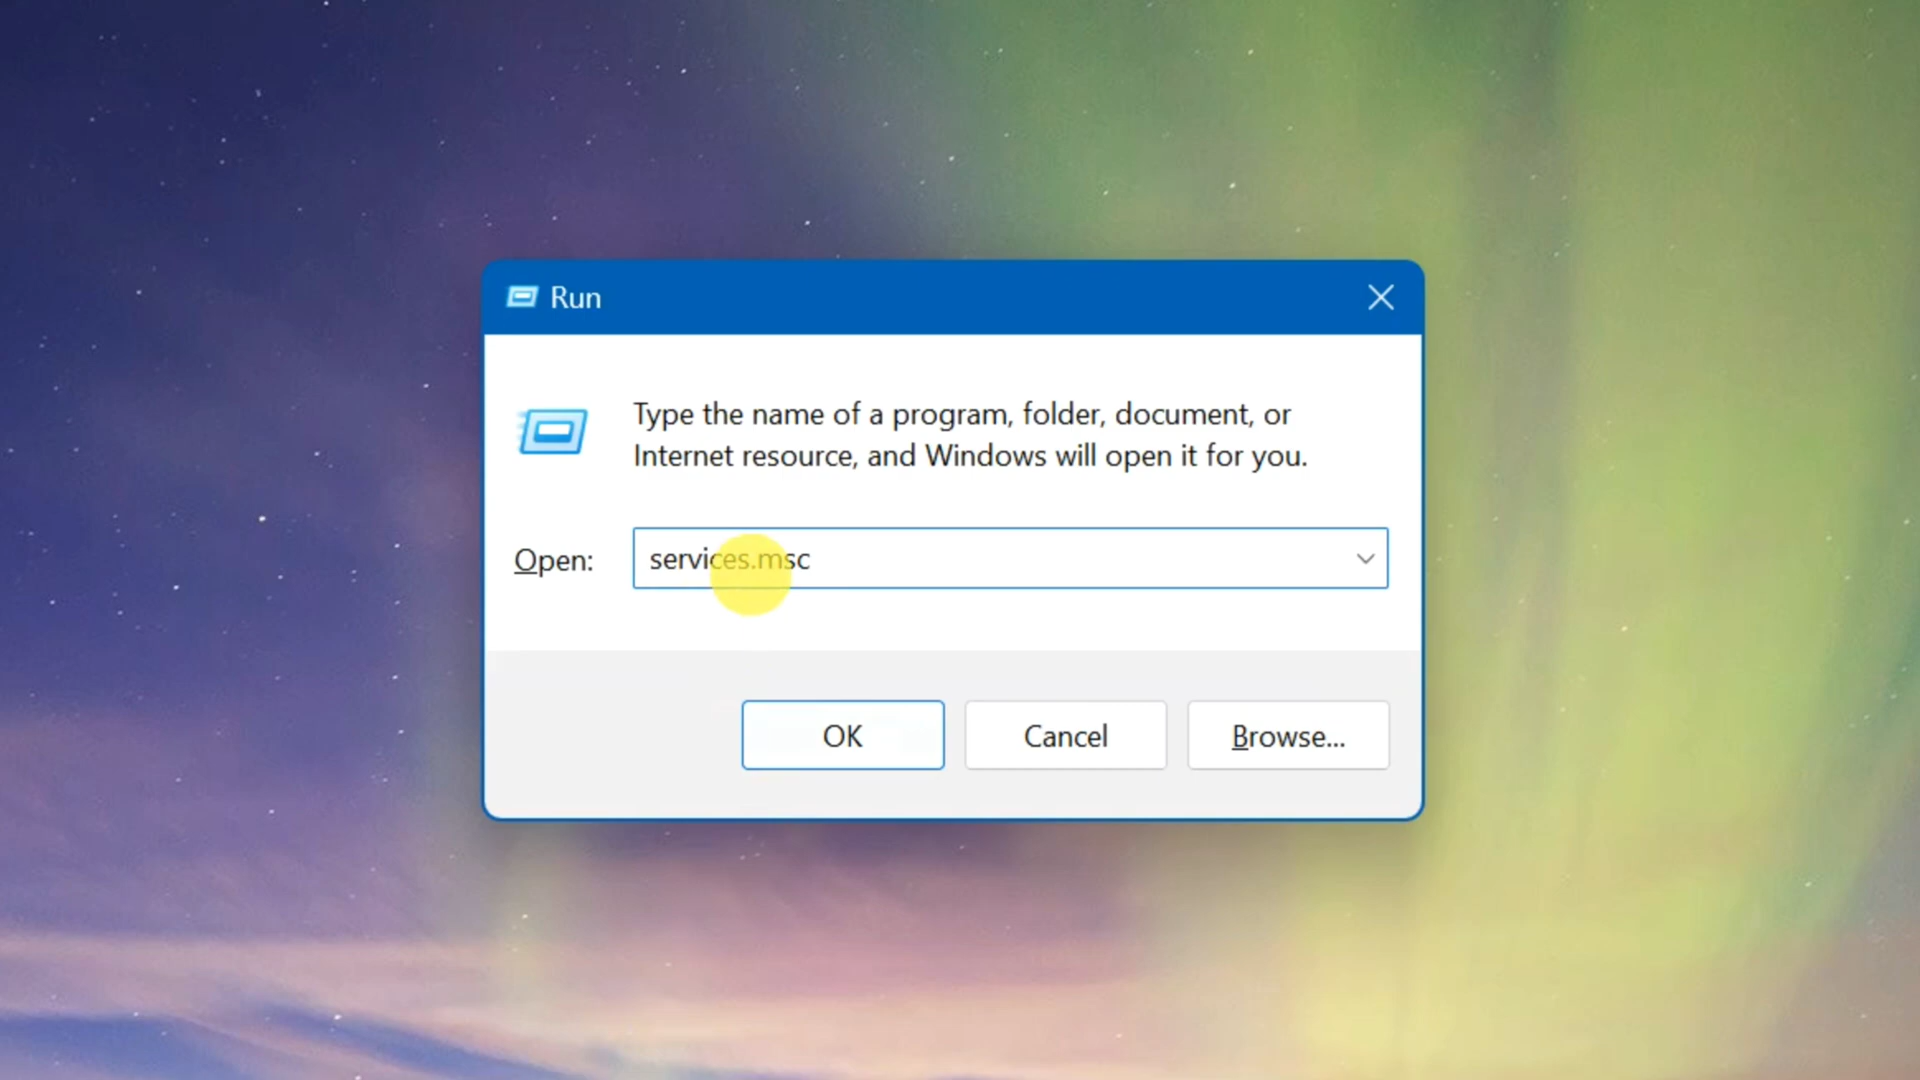 Run
Type the name of a program, folder, document, or
Internet resource, and Windows will open it for you.
Open: services.msc
OK Cancel Browse...